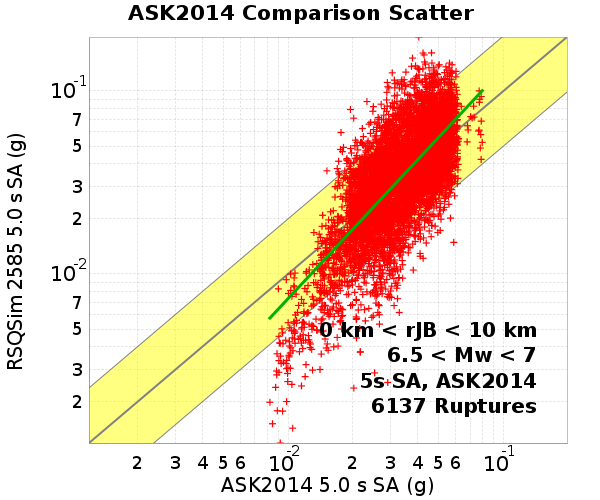 ASK2014 Comparison Scatter
RSQSim 2585 5.0 s SA (g)
10-1
7
5
3
2
10-2
7
5
3
2
0 km < rJB < 10 km
6.5 < Mw < 7
5s SA, ASK2014
6137 Ruptures
2 3 4 5 6 10-2 2 3 4 5 6 10-1
ASK2014 5.0 s SA (g)